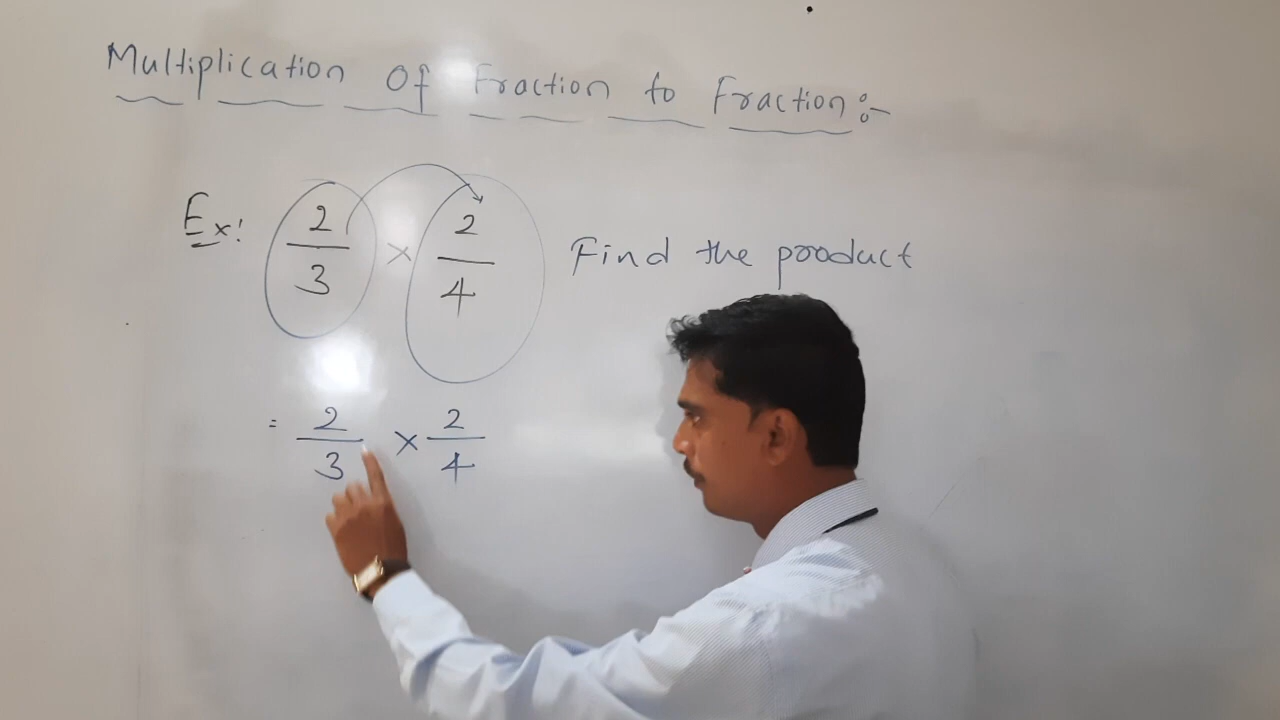 Multiplication Of Fraction to Fraction:-
Ex: 2/3 × 2/4 Find the product
= 2/3 × 2/4